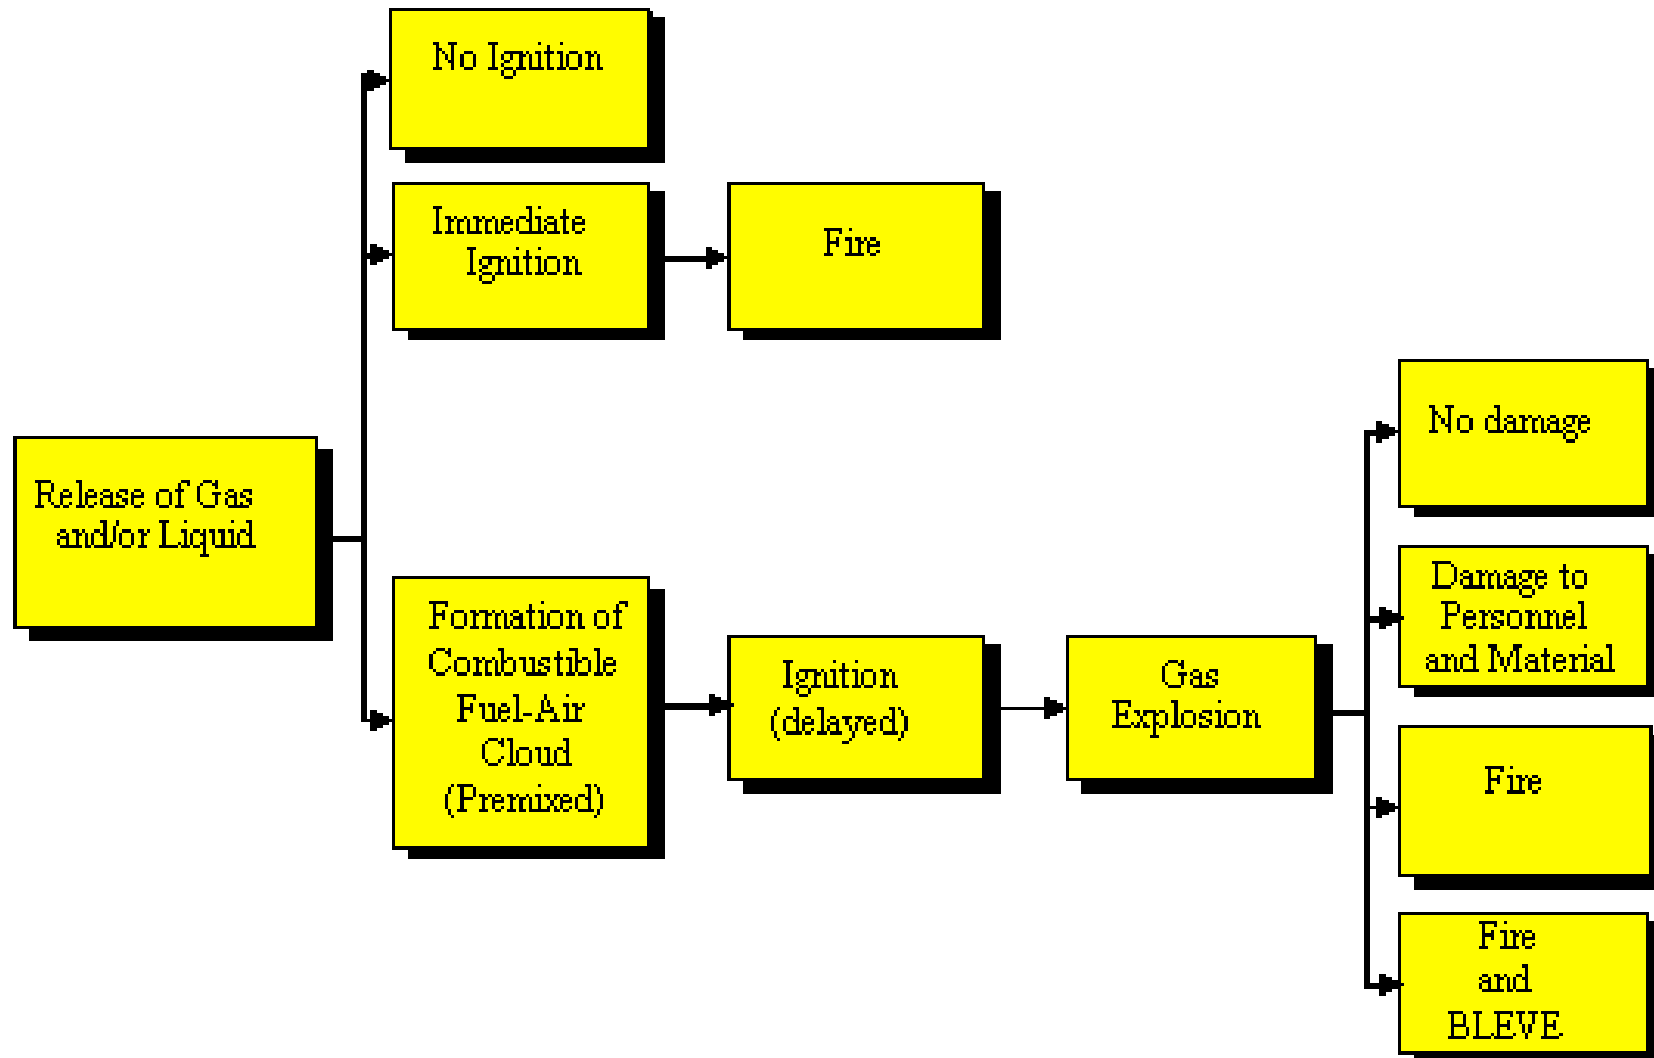 No Ignition
Immediate
Ignition
Fire
Release of Gas
and/or Liquid
Formation of
Combustible
Fuel-Air
Cloud
(Premixed)
Ignition
(delayed)
Gas
Explosion
No damage
Damage to
Personnel
and Material
Fire
Fire
and
BLEVE